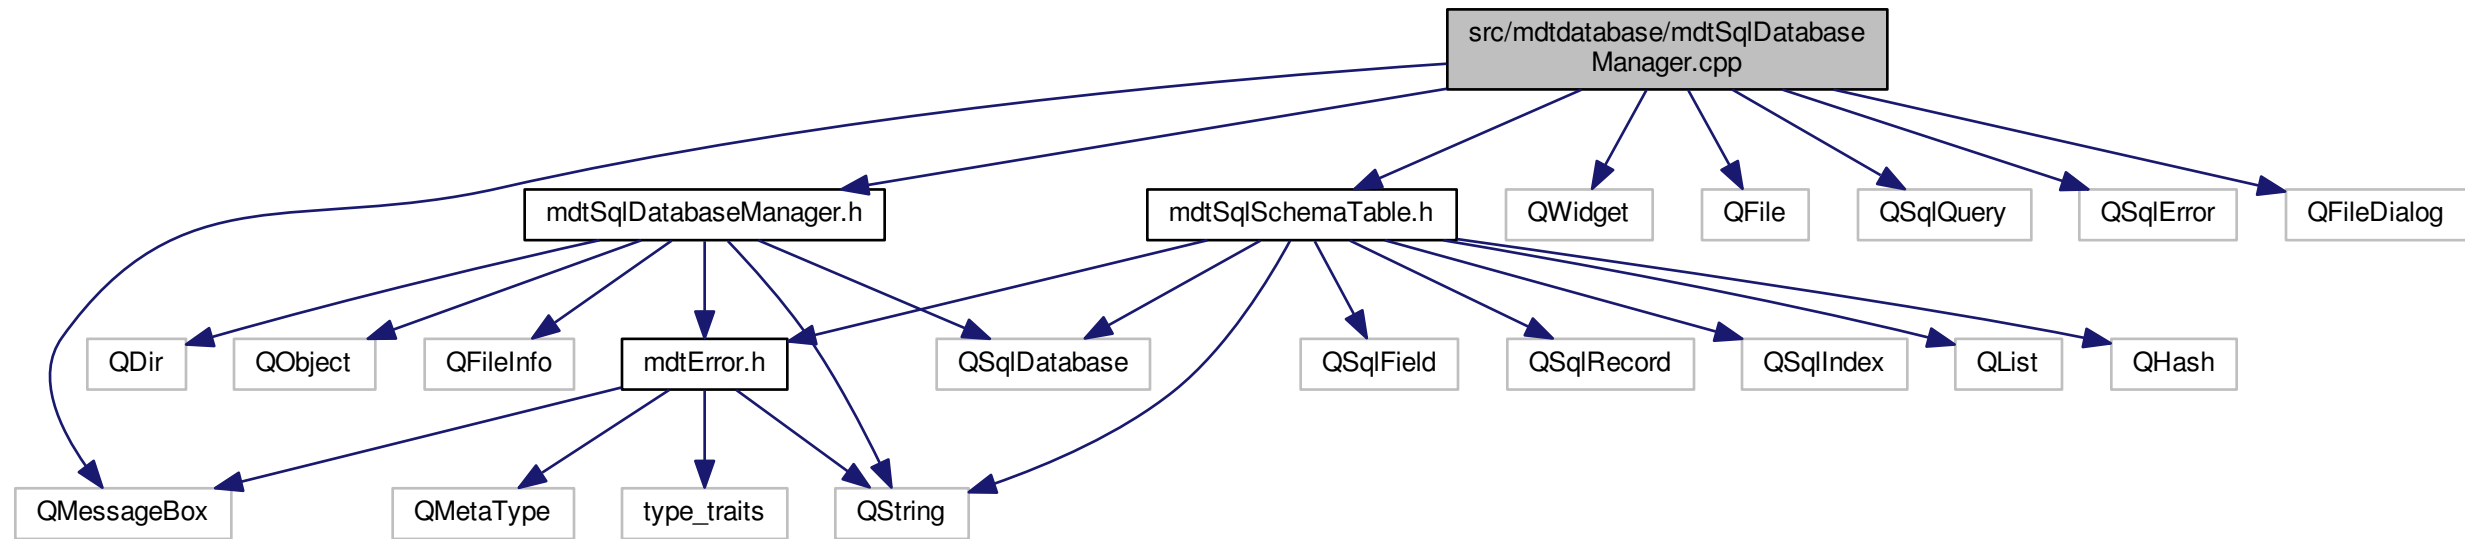 src/mdtdatabase/mdtSqlDatabase
Manager.cpp
mdtSqlDatabaseManager.h
mdtSqlSchemaTable.h
QWidget
QFile
QSqlQuery
QSqlError
QFileDialog
QDir
QObject
QFileInfo
mdtError.h
QSqlDatabase
QSqlField
QSqlRecord
QSqlIndex
QList
QHash
QMessageBox
QMetaType
type_traits
QString